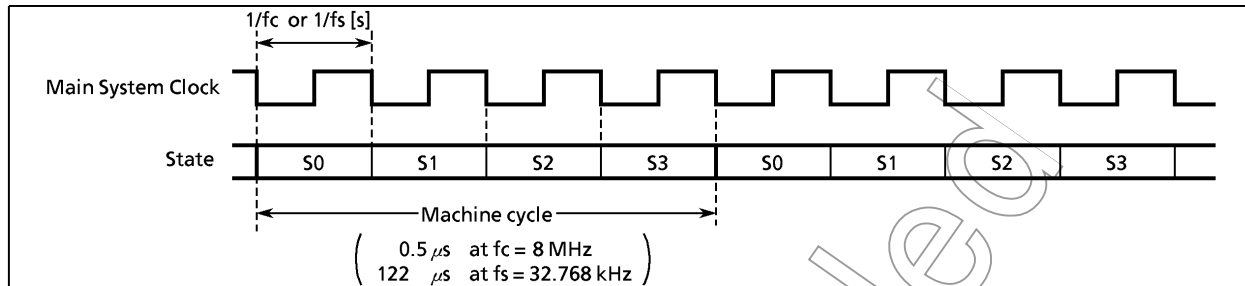 1/fc or 1/fs [s]
Main System Clock
State S0 S1 S2 S3 S0 S1 S2 S3
Machine cycle
0.5 μs at fc = 8 MHz
122 μs at fs = 32.768 kHz